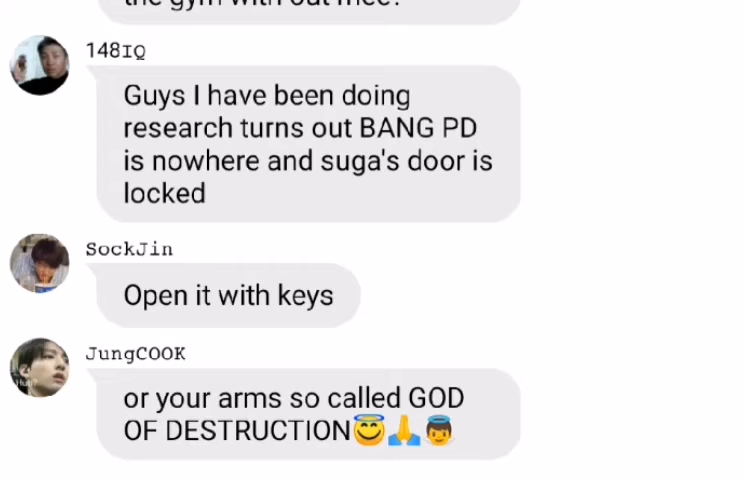 the gym with out mee?
148IQ
Guys I have been doing
research turns out BANG PD
is nowhere and suga's door is
locked
SockJin
Open it with keys
JungCOOK
Huh?
or your arms so called GOD
OF DESTRUCTION😇🙏👼